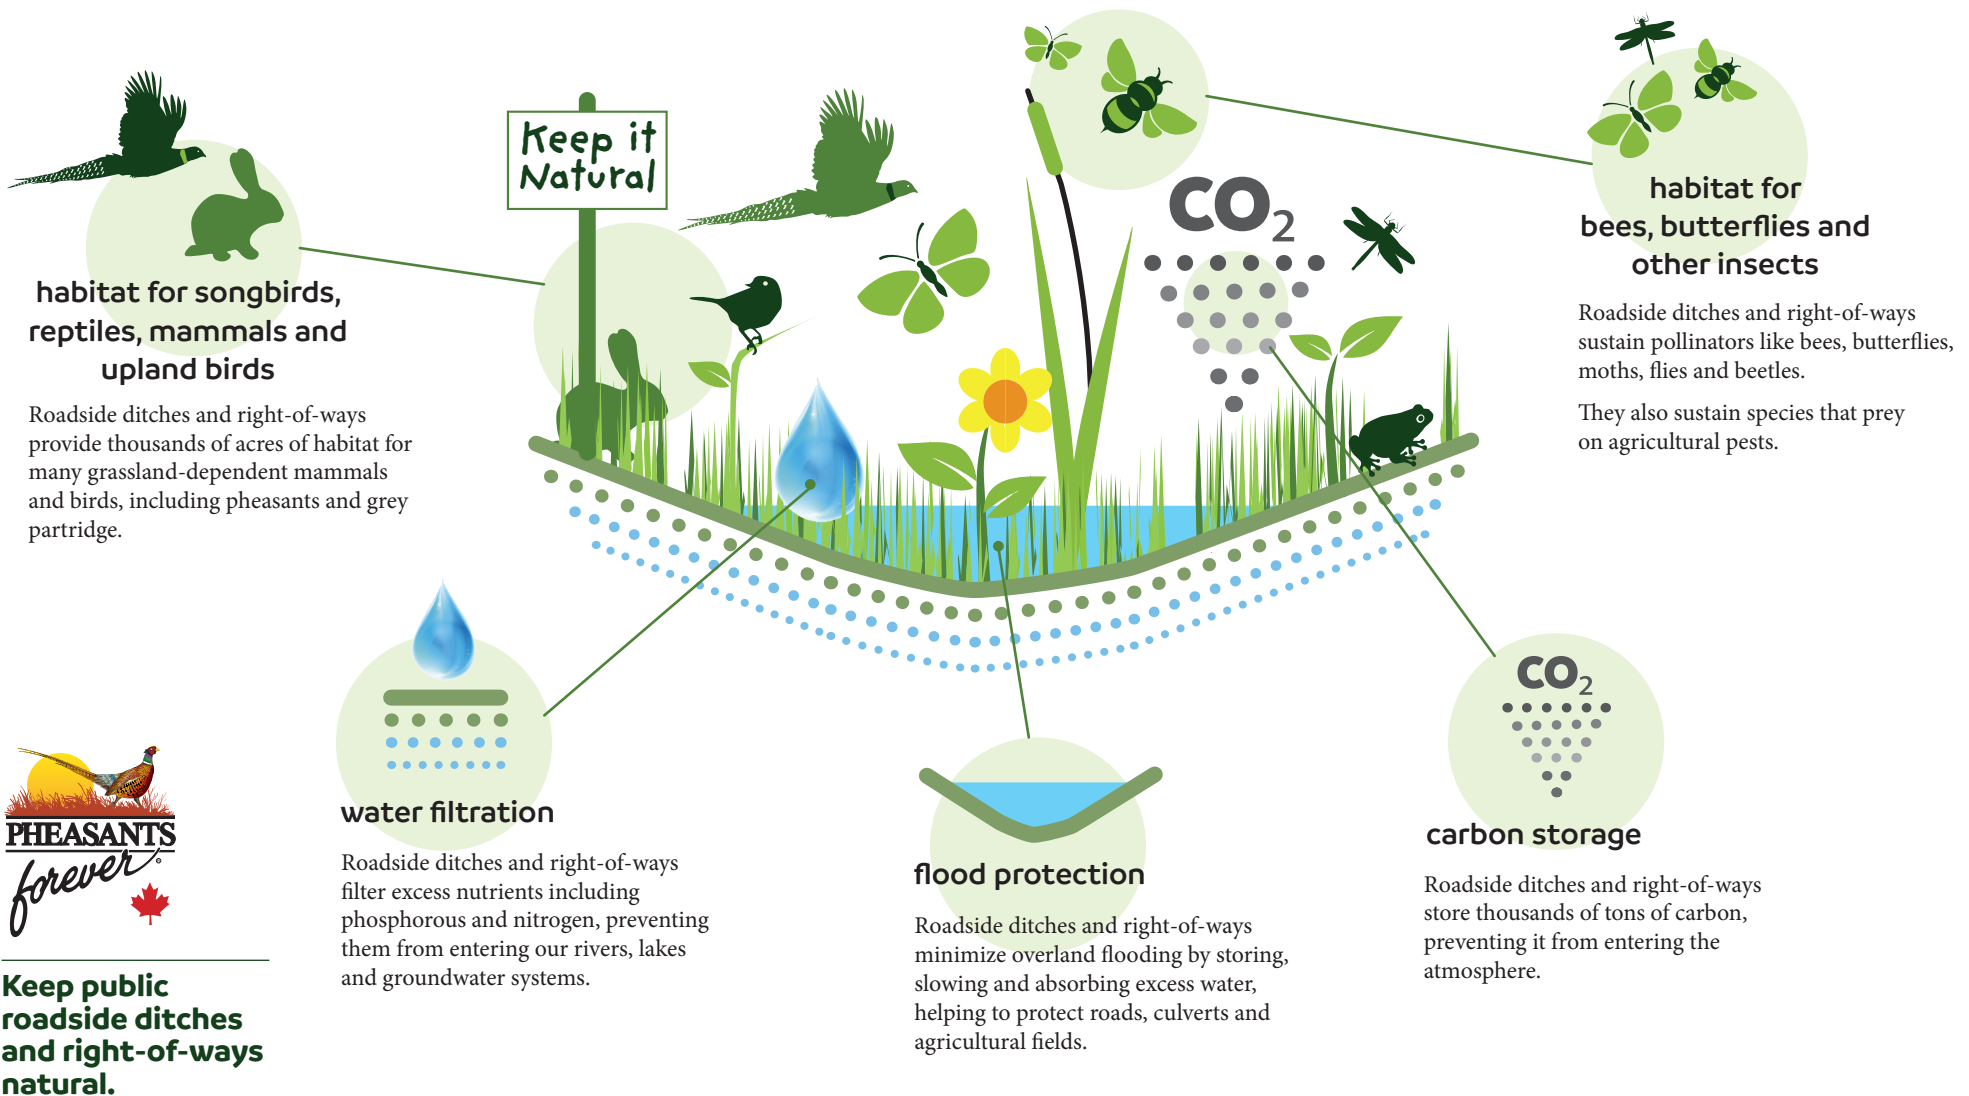 Keep it
Natural
CO2
habitat for songbirds,
reptiles, mammals and
upland birds
Roadside ditches and right-of-ways
provide thousands of acres of habitat for
many grassland-dependent mammals
and birds, including pheasants and grey
partridge.
habitat for
bees, butterflies and
other insects
Roadside ditches and right-of-ways
sustain pollinators like bees, butterflies,
moths, flies and beetles.
They also sustain species that prey
on agricultural pests.
water filtration
Roadside ditches and right-of-ways
filter excess nutrients including
phosphorous and nitrogen, preventing
them from entering our rivers, lakes
and groundwater systems.
flood protection
Roadside ditches and right-of-ways
minimize overland flooding by storing,
slowing and absorbing excess water,
helping to protect roads, culverts and
agricultural fields.
CO2
carbon storage
Roadside ditches and right-of-ways
store thousands of tons of carbon,
preventing it from entering the
atmosphere.
PHEASANTS
forever®
Keep public
roadside ditches
and right-of-ways
natural.